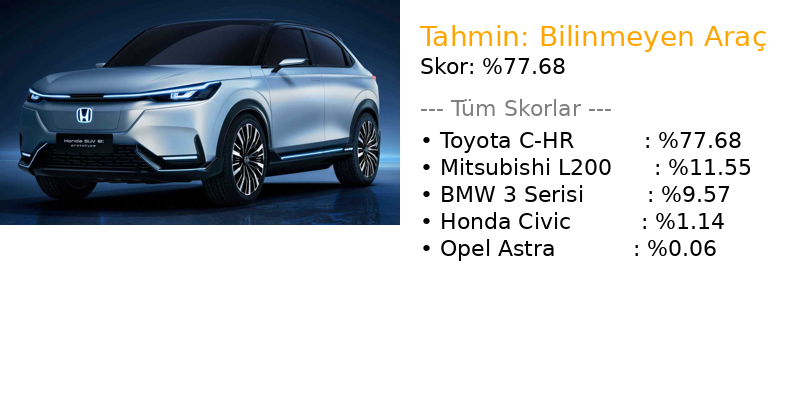 Tahmin: Bilinmeyen Araç
Skor: %77.68
--- Tüm Skorlar ---
• Toyota C-HR : %77.68
• Mitsubishi L200 : %11.55
• BMW 3 Serisi : %9.57
• Honda Civic : %1.14
• Opel Astra : %0.06
Honda SUV e:
prototype